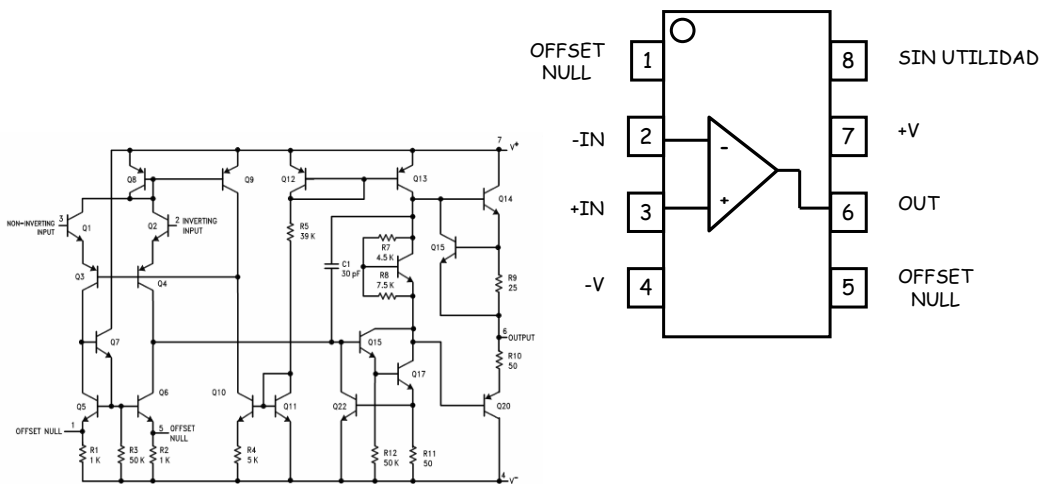 OFFSET
NULL
1
8
SIN UTILIDAD
-IN
2
7
+V
+IN
3
6
OUT
-V
4
5
OFFSET
NULL
-
+
7
V+
Q8
Q9
Q12
Q13
Q14
NON-INVERTING
INPUT
3
Q1
Q2
2 INVERTING
INPUT
R5
39 K
Q15
R7
4.5 K
C1
30 pF
R8
7.5 K
Q3
Q4
R9
25
Q7
Q15
6
OUTPUT
R10
50
Q17
Q5
Q6
Q10
Q11
Q22
Q20
OFFSET NULL
1
5 OFFSET
NULL
R1
1 K
R3
50 K
R2
1 K
R4
5 K
R12
50 K
R11
50
4
V-